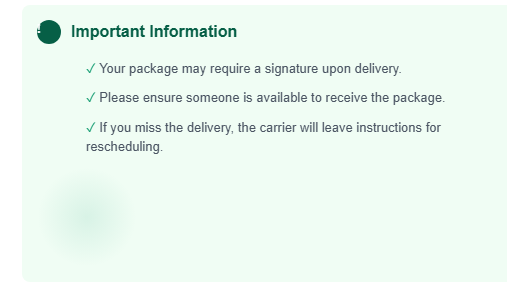 Important Information
✓ Your package may require a signature upon delivery.
✓ Please ensure someone is available to receive the package.
✓ If you miss the delivery, the carrier will leave instructions for
rescheduling.